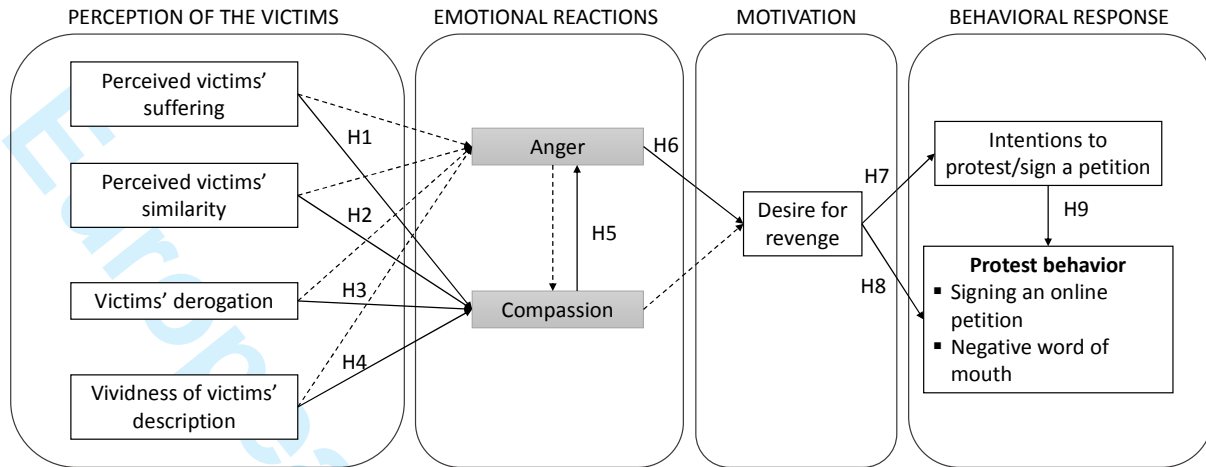 PERCEPTION OF THE VICTIMS
EMOTIONAL REACTIONS
MOTIVATION
BEHAVIORAL RESPONSE
Perceived victims’
suffering
Perceived victims’
similarity
Victims’ derogation
Vividness of victims’
description
H1
H2
H3
H4
Anger
Compassion
H5
H6
Desire for
revenge
H7
H8
Intentions to
protest/sign a petition
H9
Protest behavior
▪ Signing an online
petition
▪ Negative word of
mouth